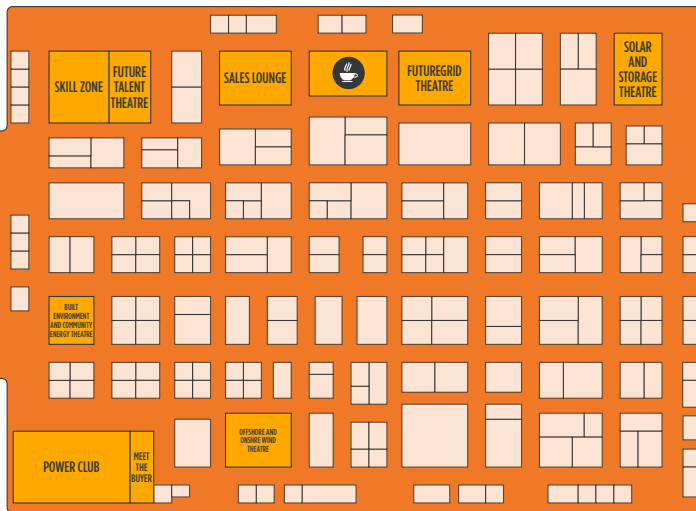 SKILL ZONE
FUTURE
TALENT
THEATRE
SALES LOUNGE
FUTUREGRID
THEATRE
SOLAR
AND
STORAGE
THEATRE
BUILT
ENVIRONMENT
AND COMMUNITY
ENERGY THEATRE
POWER CLUB
MEET
THE
BUYER
OFFSHORE AND
ONSHRE WIND
THEATRE